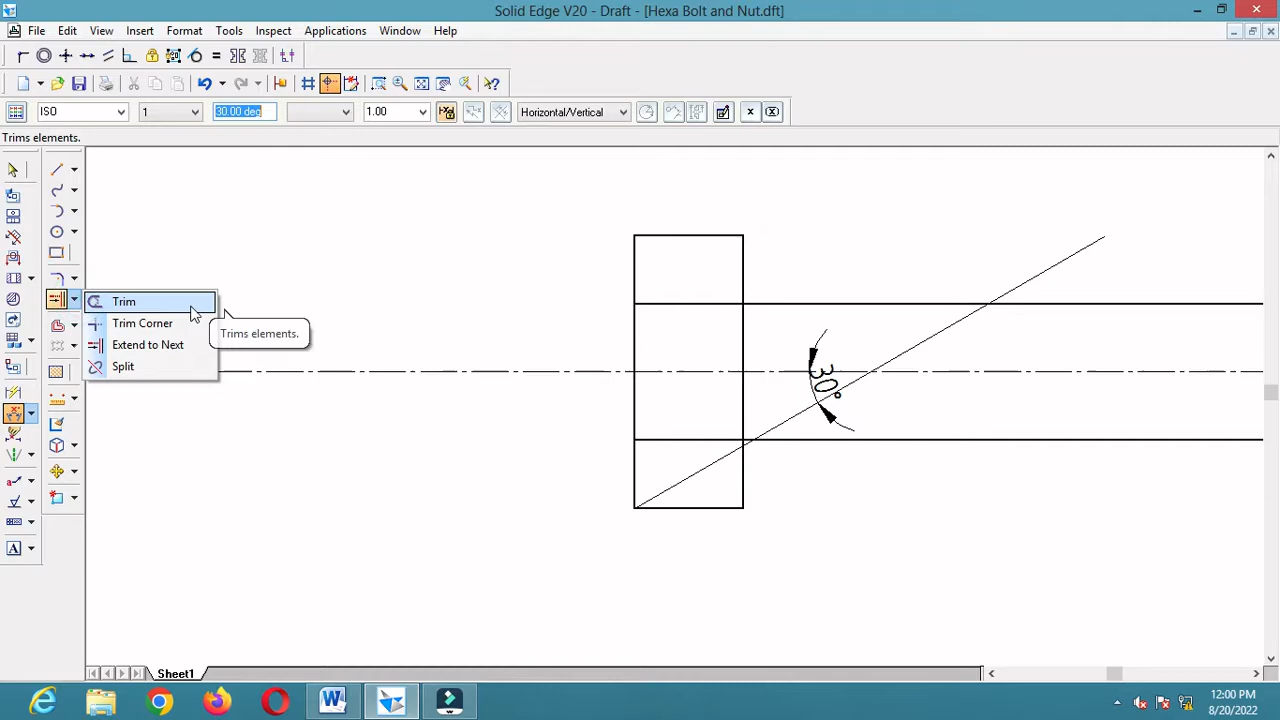 Solid Edge V20 - Draft - [Hexa Bolt and Nut.dft]
File Edit View Insert Format Tools Inspect Applications Window Help
ISO 1 30.00 deg 1.00 Horizontal/Vertical
Trims elements.
Trim
Trim Corner
Extend to Next
Split
Trims elements.
30°
A
Sheet1
12:00 PM
8/20/2022